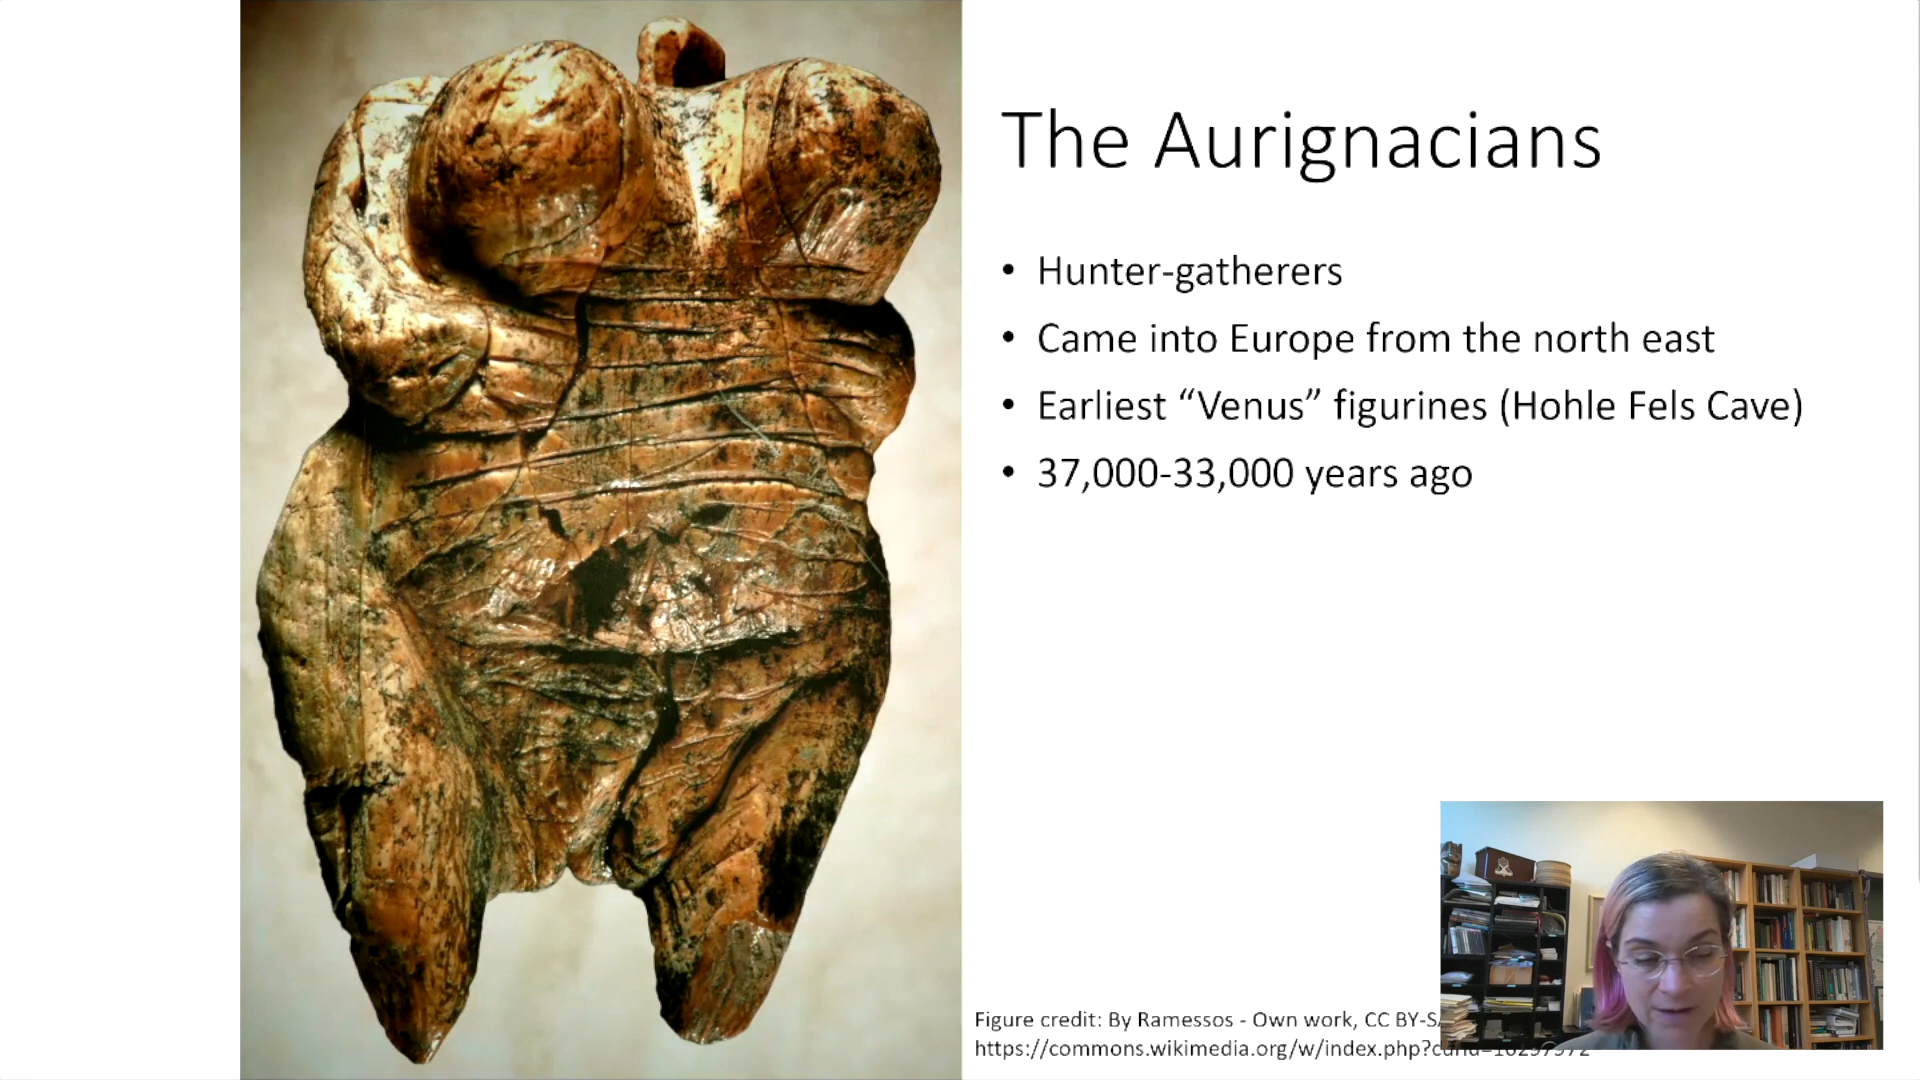 The Aurignacians
• Hunter-gatherers
• Came into Europe from the north east
• Earliest “Venus” figurines (Hohle Fels Cave)
• 37,000-33,000 years ago
Figure credit: By Ramessos - Own work, CC BY-S
https://commons.wikimedia.org/w/index.php?curid=16297972